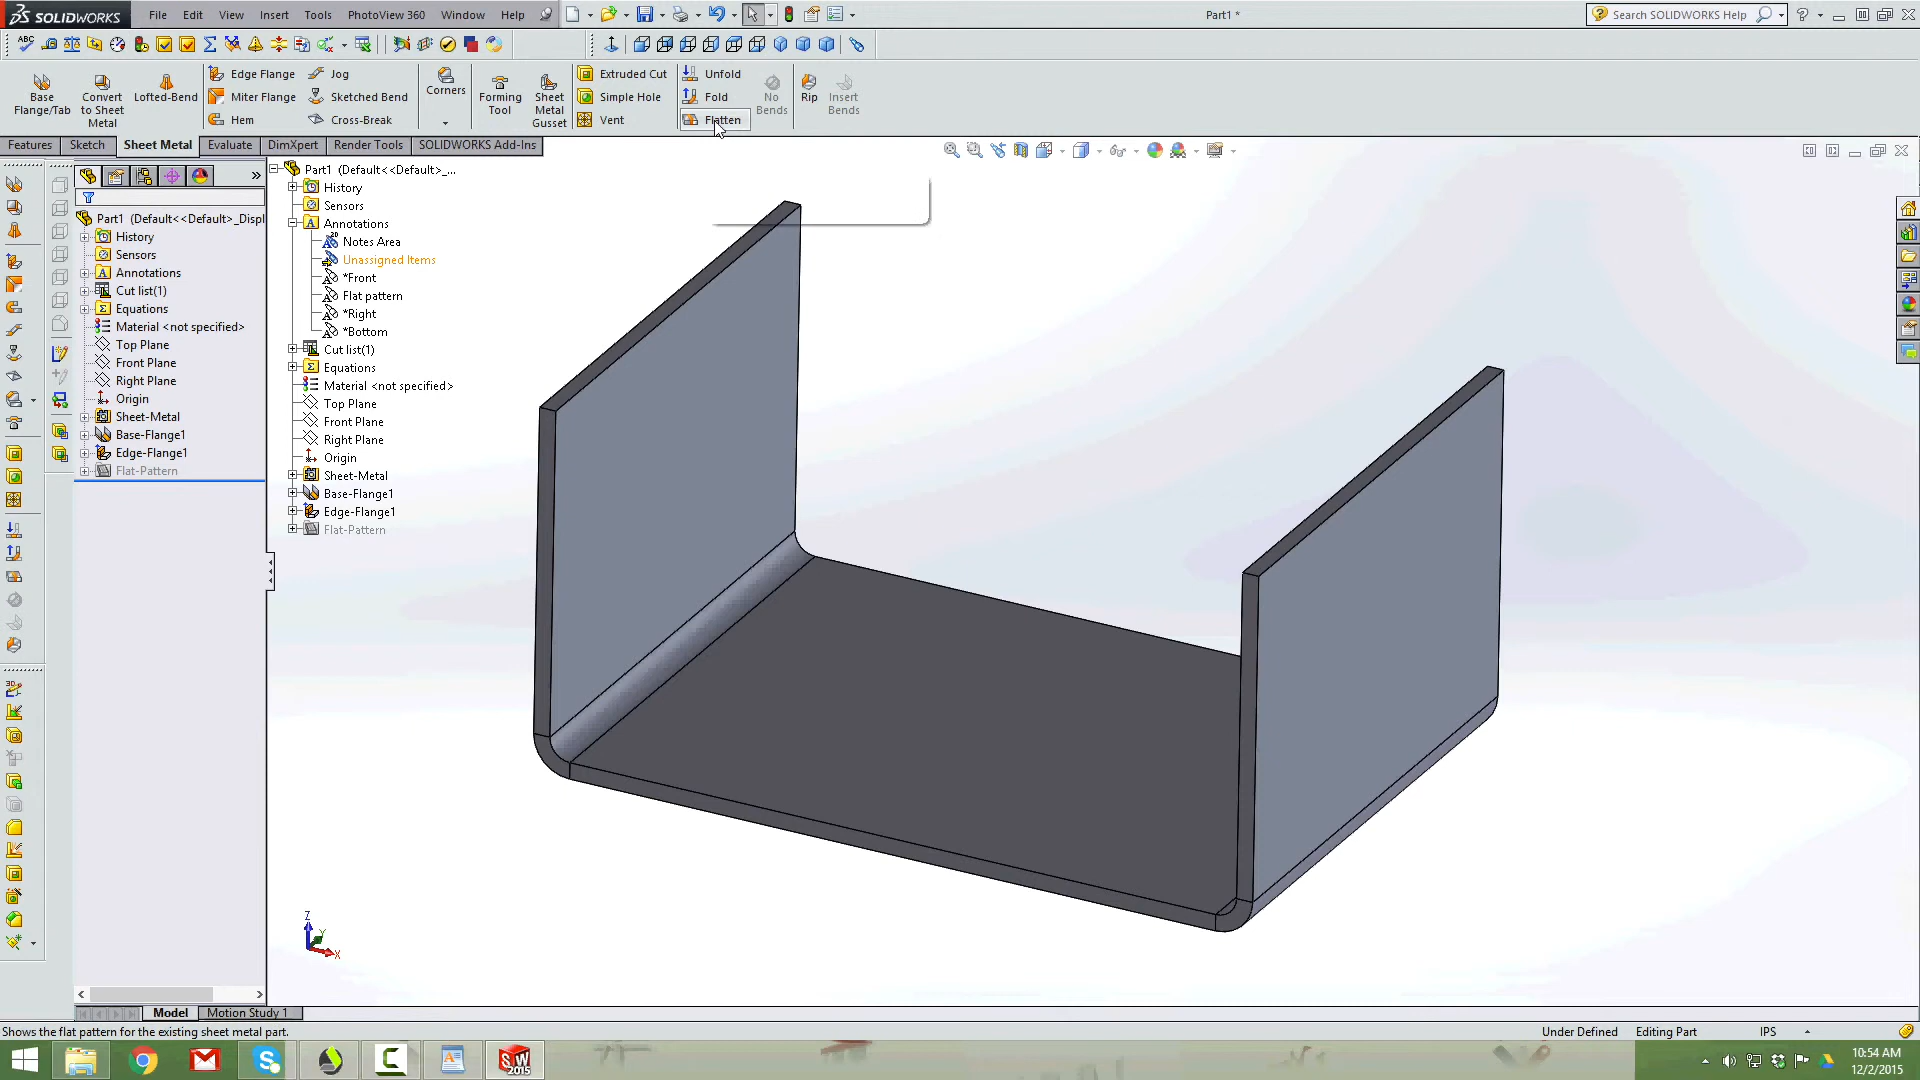 SOLIDWORKS File Edit View Insert Tools PhotoView 360 Window Help Part1 * Search SOLIDWORKS Help ?
ABC
Base Flange/Tab
Convert to Sheet Metal
Lofted-Bend
Edge Flange
Miter Flange
Hem
Jog
Sketched Bend
Cross-Break
Corners
Forming Tool
Sheet Metal Gusset
Extruded Cut
Simple Hole
Vent
Unfold
Fold
Flatten
No Bends
Rip
Insert Bends
Features Sketch Sheet Metal Evaluate DimXpert Render Tools SOLIDWORKS Add-Ins
Part1 (Default<<Default>_Displ
History
Sensors
Annotations
Cut list(1)
Equations
Material <not specified>
Top Plane
Front Plane
Right Plane
Origin
Sheet-Metal
Base-Flange1
Edge-Flange1
Flat-Pattern
Part1 (Default<<Default>_...
History
Sensors
Annotations
Notes Area
Unassigned Items
*Front
Flat pattern
*Right
*Bottom
Cut list(1)
Equations
Material <not specified>
Top Plane
Front Plane
Right Plane
Origin
Sheet-Metal
Base-Flange1
Edge-Flange1
Flat-Pattern
Z
Y
X
Model Motion Study 1
Shows the flat pattern for the existing sheet metal part. Under Defined Editing Part IPS
SW 2015
10:54 AM
12/2/2015